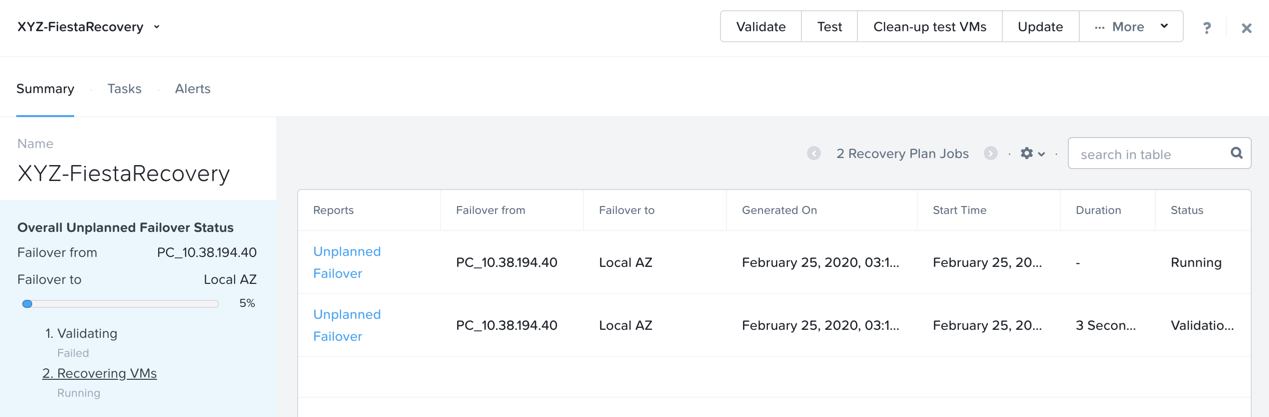 XYZ-FiestaRecovery
Validate Test Clean-up test VMs Update ··· More ?
Summary Tasks Alerts
Name
XYZ-FiestaRecovery
Overall Unplanned Failover Status
Failover from PC_10.38.194.40
Failover to Local AZ
5%
1. Validating
Failed
2. Recovering VMs
Running
2 Recovery Plan Jobs
search in table
Reports Failover from Failover to Generated On Start Time Duration Status
Unplanned Failover PC_10.38.194.40 Local AZ February 25, 2020, 03:1... February 25, 20... - Running
Unplanned Failover PC_10.38.194.40 Local AZ February 25, 2020, 03:1... February 25, 20... 3 Secon... Validatio...